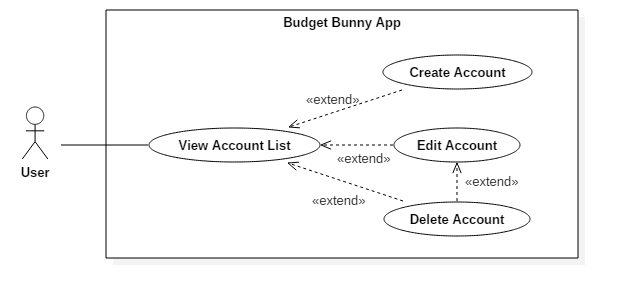 Budget Bunny App
Create Account
«extend»
View Account List
Edit Account
«extend»
User
«extend»
«extend»
Delete Account